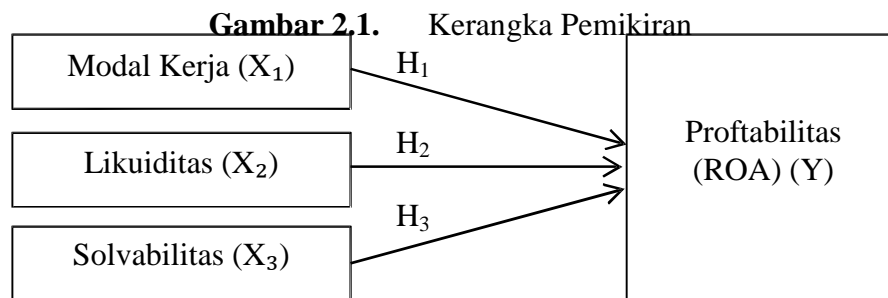 Gambar 2.1. Kerangka Pemikiran
Modal Kerja (X₁)
H₁
Likuiditas (X₂)
H₂
Solvabilitas (X₃)
H₃
Proftabilitas
(ROA) (Y)